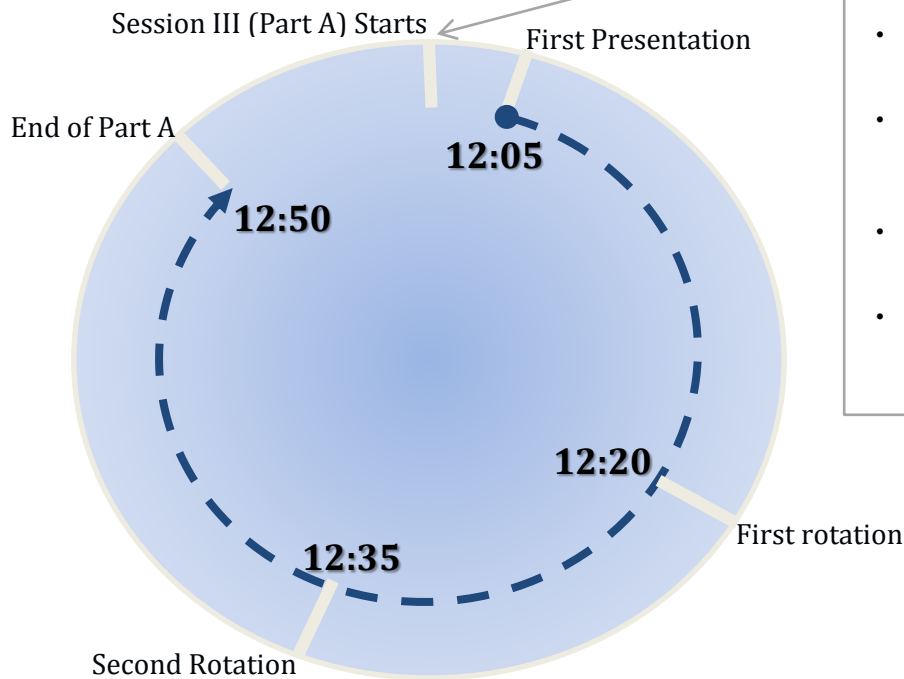 Session III (Part A) Starts
First Presentation
End of Part A
12:05
12:50
12:20
First rotation
12:35
Second Rotation